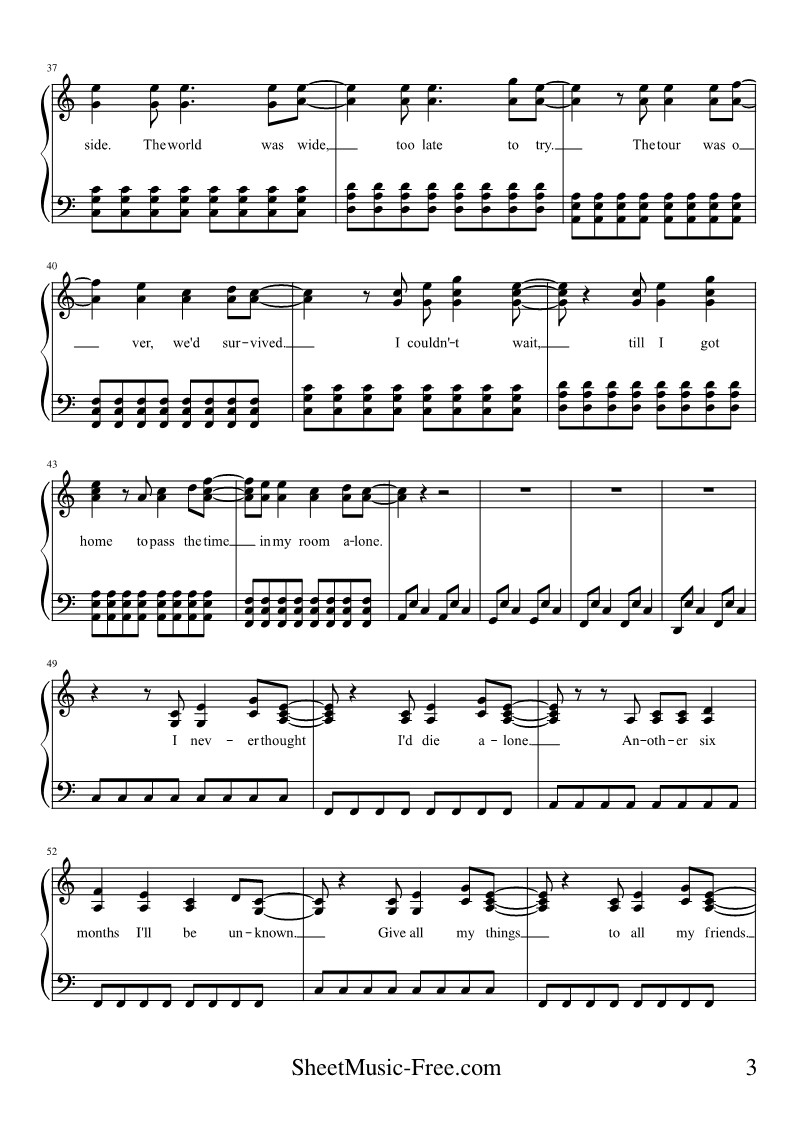 37
side. The world was wide, too late to try. The tour was o
40
ver, we'd sur-vived. I couldn'-t wait, till I got
43
home to pass the time in my room a-lone.
49
I nev - er thought I'd die a-lone. An-oth-er six
52
months I'll be un-known. Give all my things to all my friends.
SheetMusic-Free.com 3